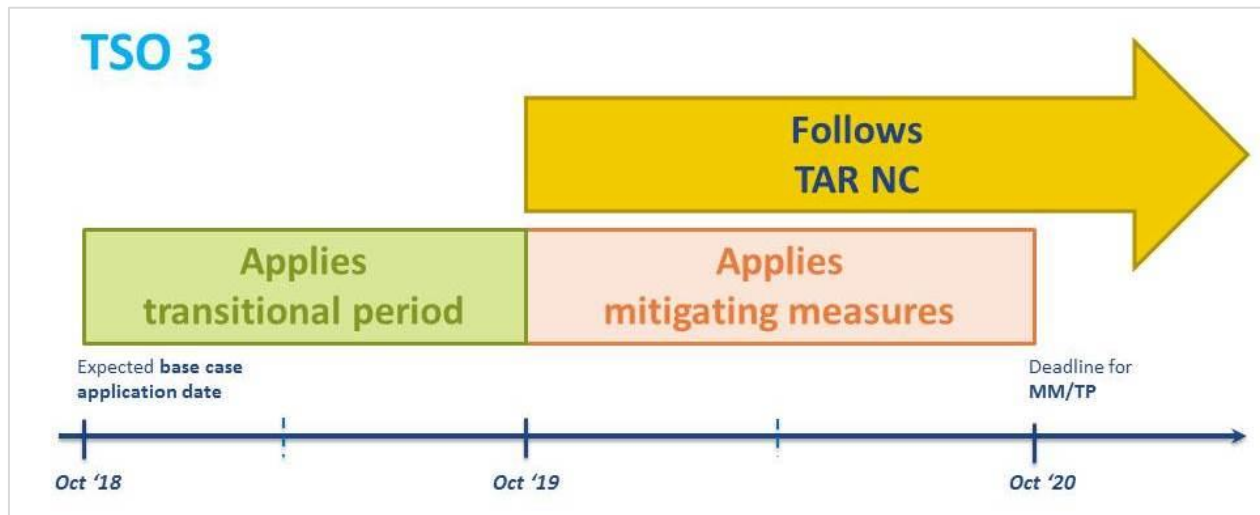 TSO 3
Follows
TAR NC
Applies
transitional period
Applies
mitigating measures
Expected base case
application date
Deadline for
MM/TP
Oct ‘18
Oct ‘19
Oct ‘20